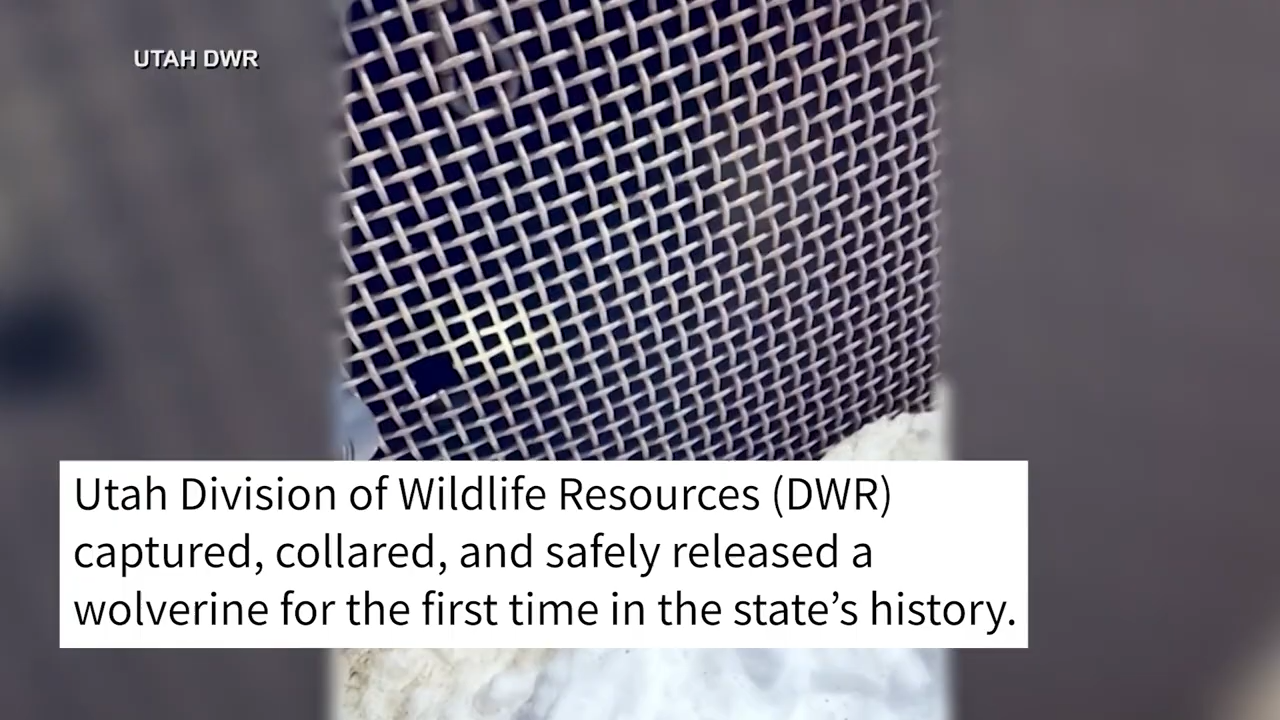 UTAH DWR
Utah Division of Wildlife Resources (DWR)
captured, collared, and safely released a
wolverine for the first time in the state’s history.